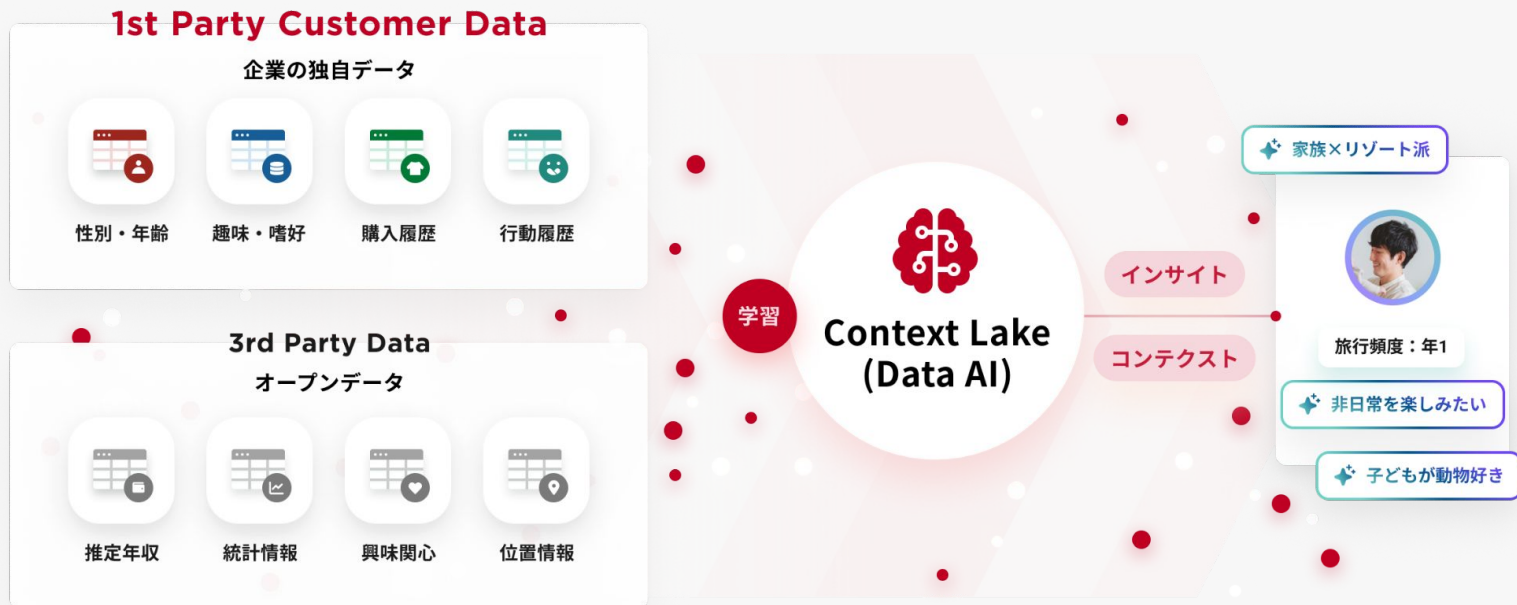 1st Party Customer Data
企業の独自データ
性別・年齢
趣味・嗜好
購入履歴
行動履歴
3rd Party Data
オープンデータ
推定年収
統計情報
興味関心
位置情報
学習
Context Lake
(Data AI)
インサイト
コンテクスト
家族×リゾート派
旅行頻度：年1
非日常を楽しみたい
子どもが動物好き